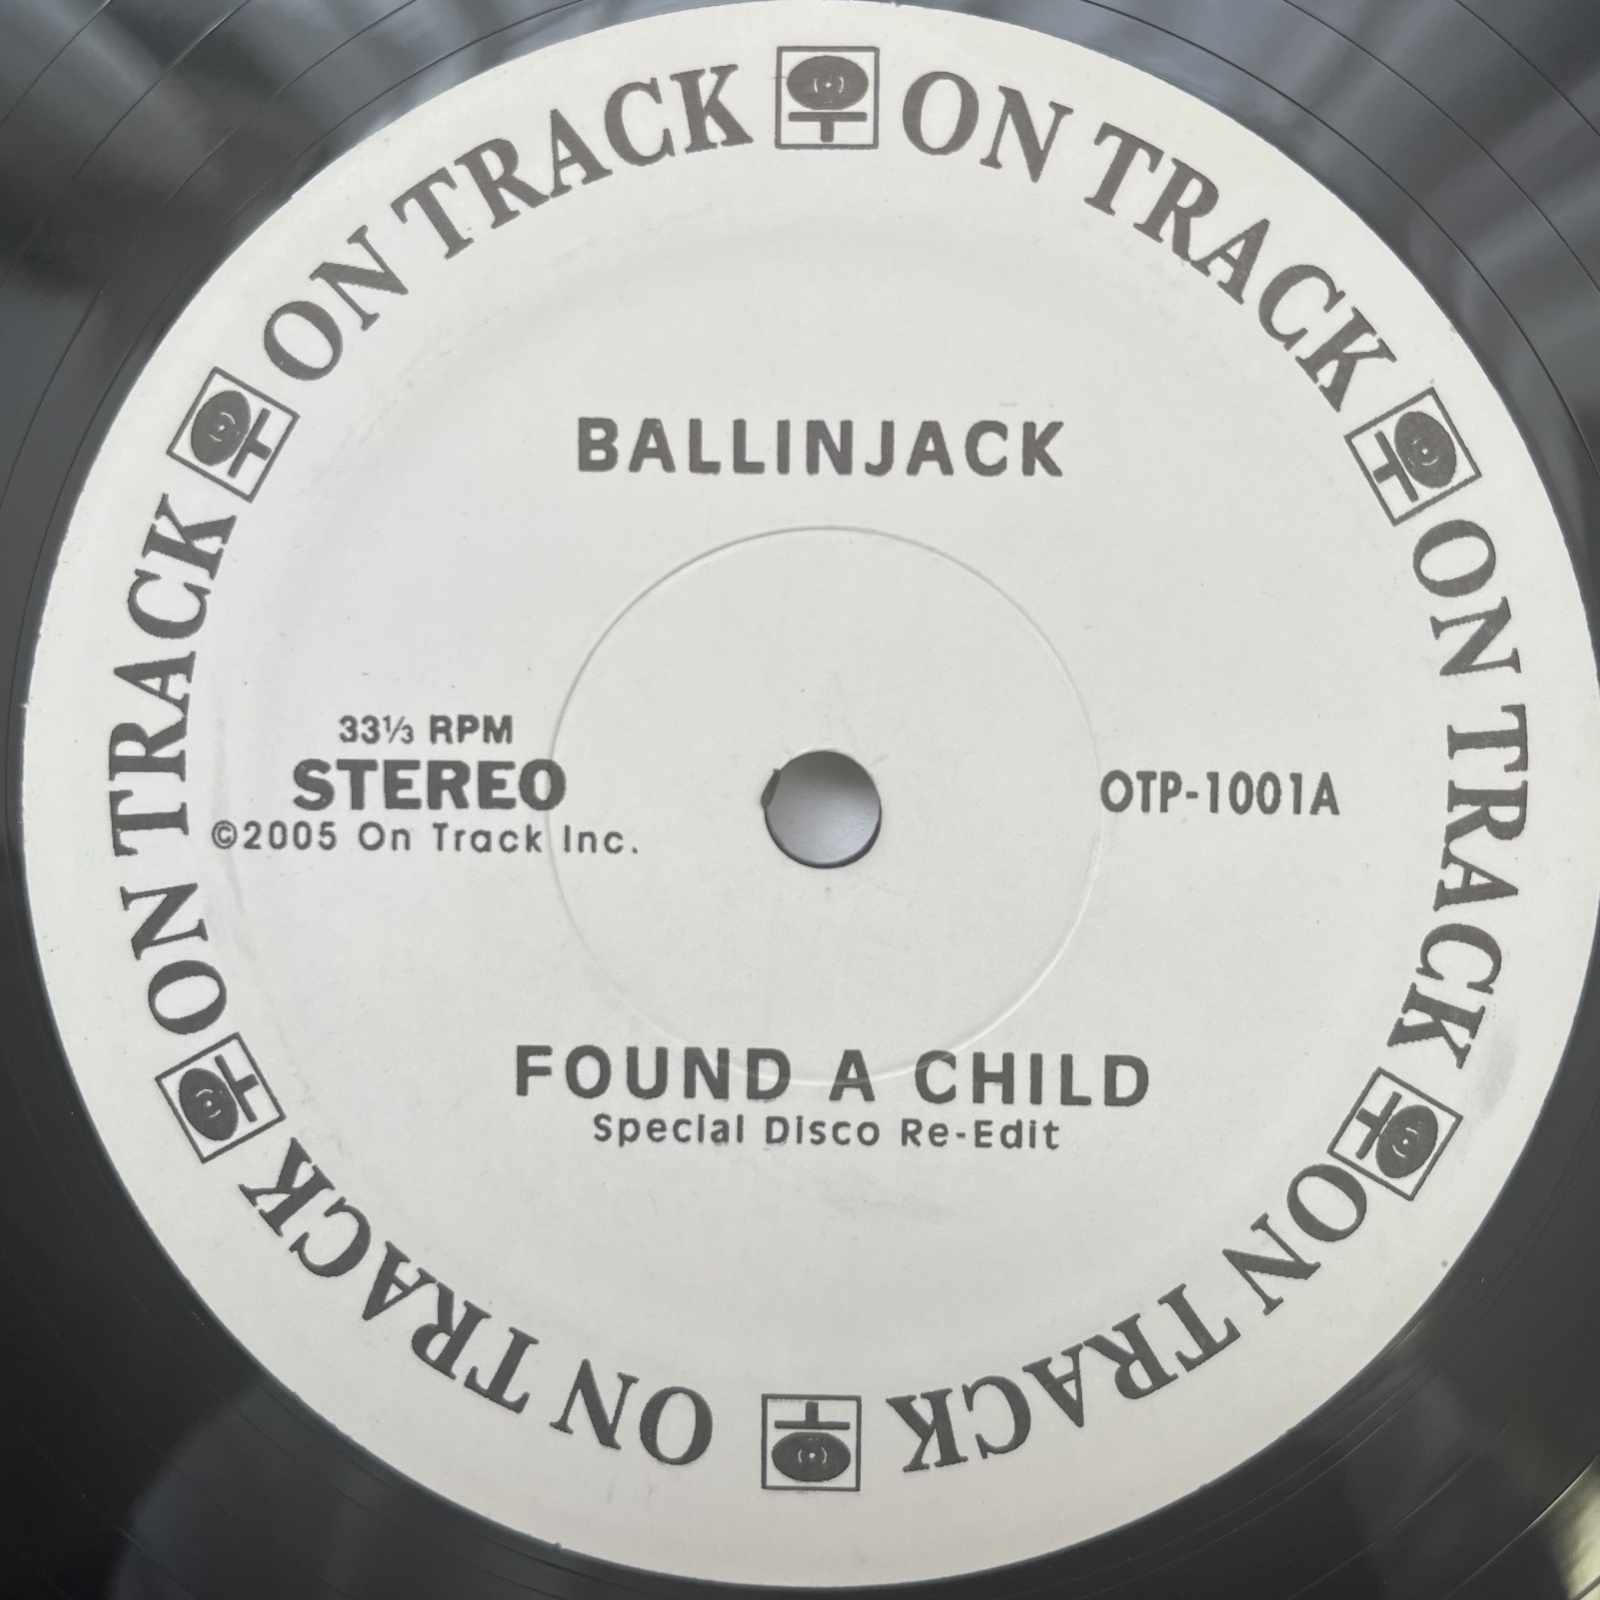 ON TRACK ON TRACK ON TRACK ON TRACK ON TRACK ON TRACK
BALLINJACK
33⅓ RPM
STEREO
©2005 On Track Inc.
OTP-1001A
FOUND A CHILD
Special Disco Re-Edit